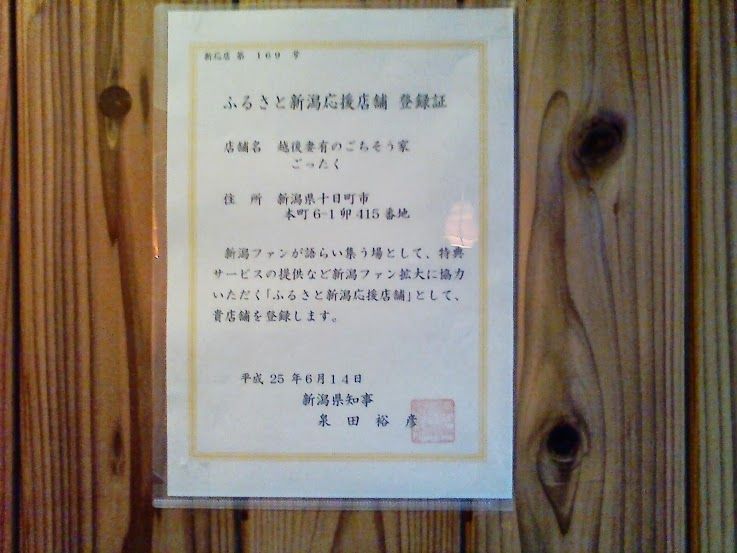 新応店 第 169 号
ふるさと新潟応援店舗 登録証
店舗名 越後妻有のごちそう家
ごったく
住 所 新潟県十日町市
本町6-1卯415番地
新潟ファンが語らい集う場として、特典
サービスの提供など新潟ファン拡大に協力
いただく「ふるさと新潟応援店舗」として、
貴店舗を登録します。
平成 25 年6月14日
新潟県知事
泉 田 裕 彦